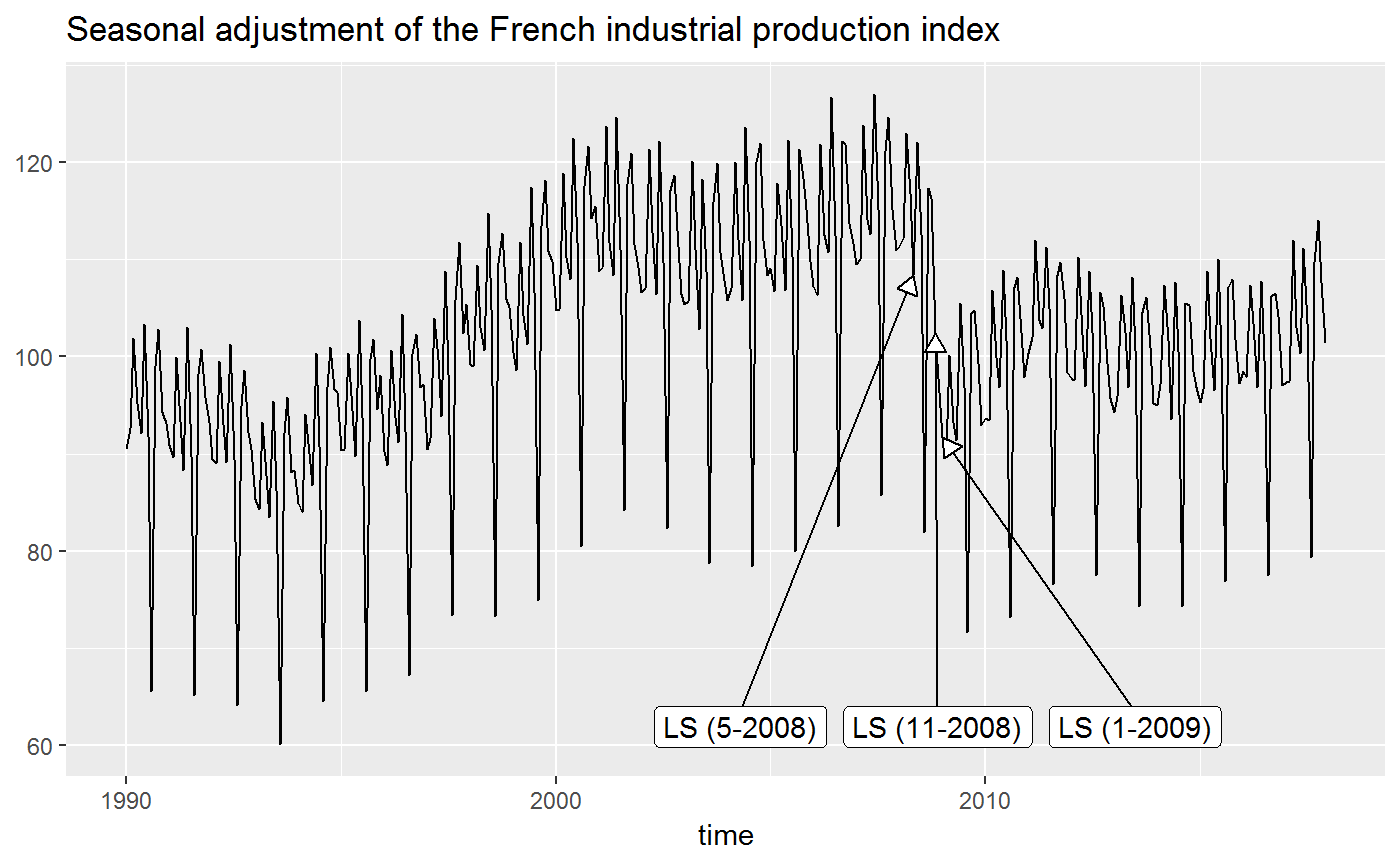 Seasonal adjustment of the French industrial production index
120
100
80
60
LS (5-2008)
LS (11-2008)
LS (1-2009)
1990
2000
2010
time